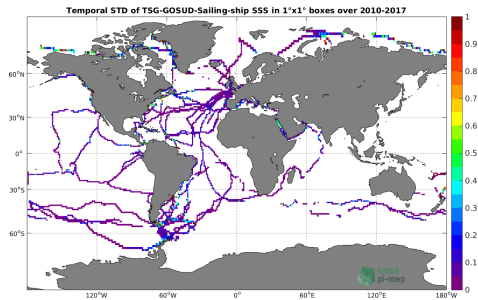 Temporal STD of TSG-GOSUD-Sailing-ship SSS in 1°x1° boxes over 2010-2017
1
0.9
0.8
0.7
0.6
0.5
0.4
0.3
0.2
0.1
0
60°N
30°N
0°
30°S
60°S
120°W
60°W
0°
60°E
120°E
180°W
pi-mep